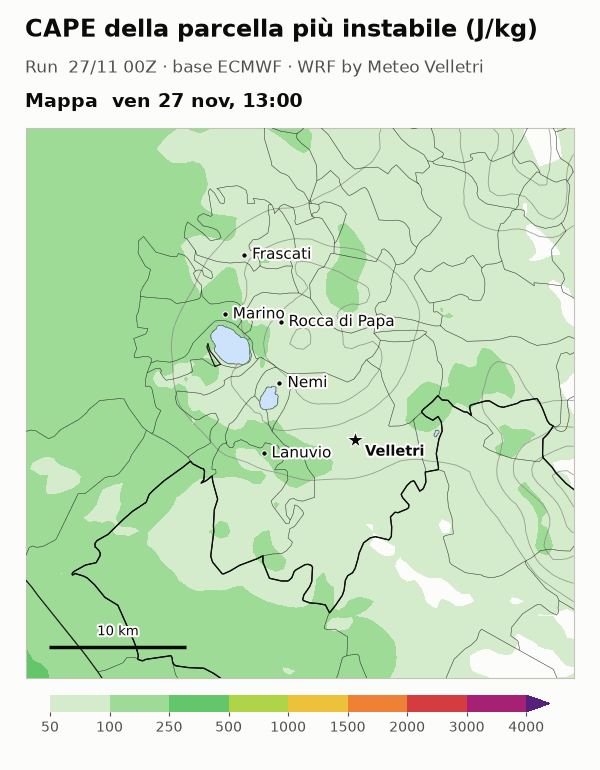 CAPE della parcella più instabile (J/kg)
Run  27/11 00Z · base ECMWF · WRF by Meteo Velletri
Mappa  ven 27 nov, 13:00
Frascati
Marino
Rocca di Papa
Nemi
Velletri
Lanuvio
10 km
50 100 250 500 1000 1500 2000 3000 4000